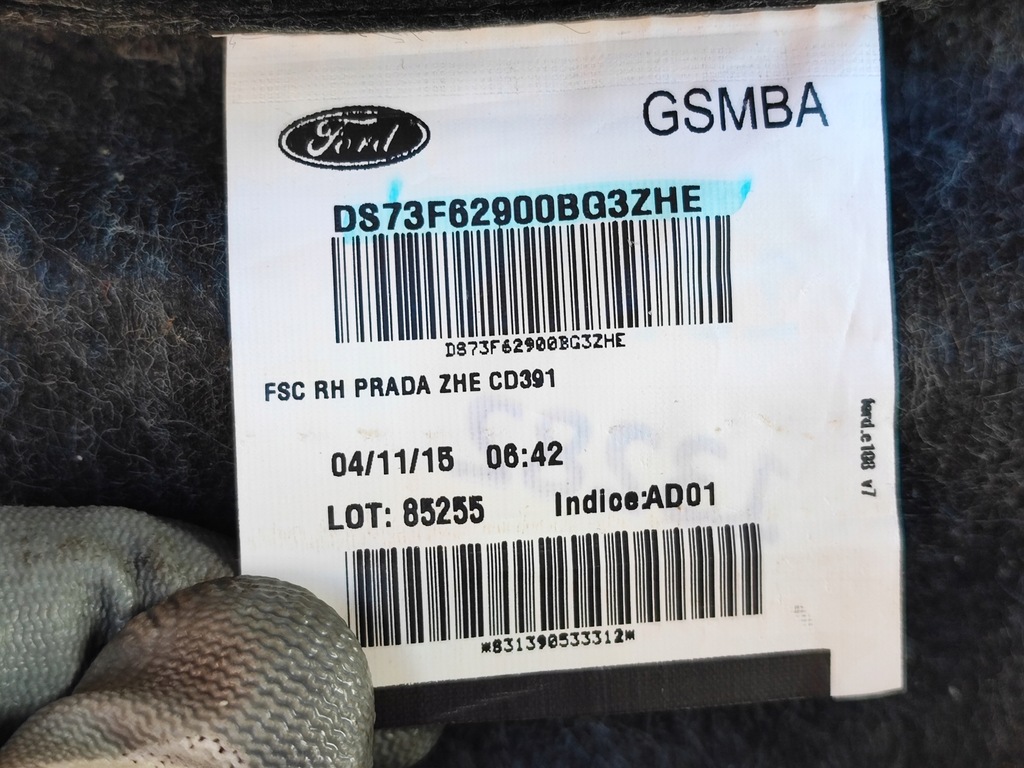 GSMBA
Ford
DS73F62900BG3ZHE
DS73F62900BG3ZHE
FSC RH PRADA ZHE CD391
04/11/15 06:42
LOT: 85255 Indice:AD01
*831390533312*
ford.e108 v7